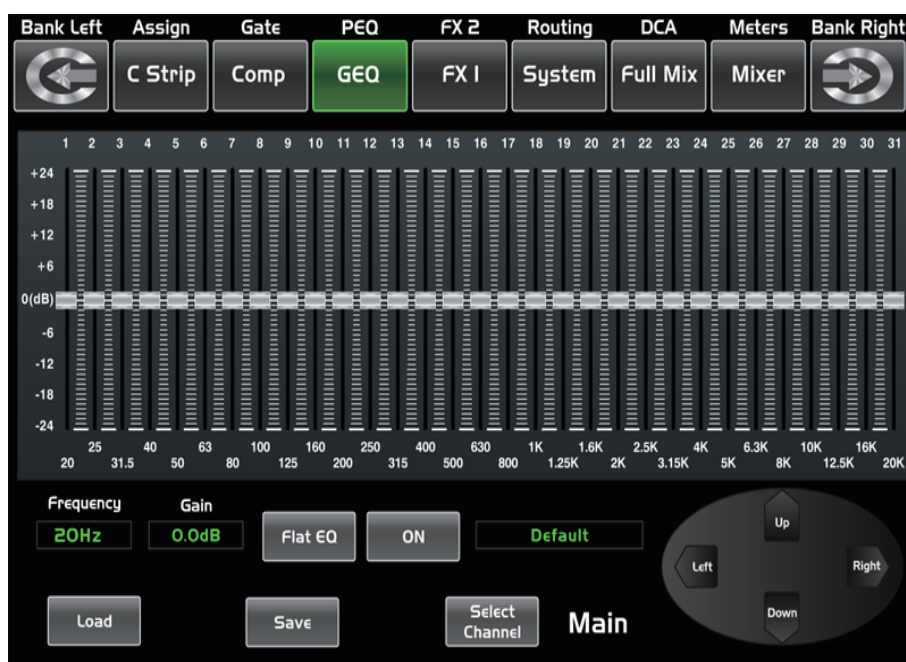 Bank Left Assign Gate PEQ FX 2 Routing DCA Meters Bank Right
C Strip Comp GEQ FX 1 System Full Mix Mixer
1 2 3 4 5 6 7 8 9 10 11 12 13 14 15 16 17 18 19 20 21 22 23 24 25 26 27 28 29 30 31
+24
+18
+12
+6
0(dB)
-6
-12
-18
-24
25 40 63 100 160 250 400 630 1K 1.6K 2.5K 4K 6.3K 10K 16K
20 31.5 50 80 125 200 315 500 800 1.25K 2K 3.15K 5K 8K 12.5K 20K
Frequency Gain
20Hz 0.0dB Flat EQ ON Default
Up
Left Right
Down
Load Save Select
Channel Main